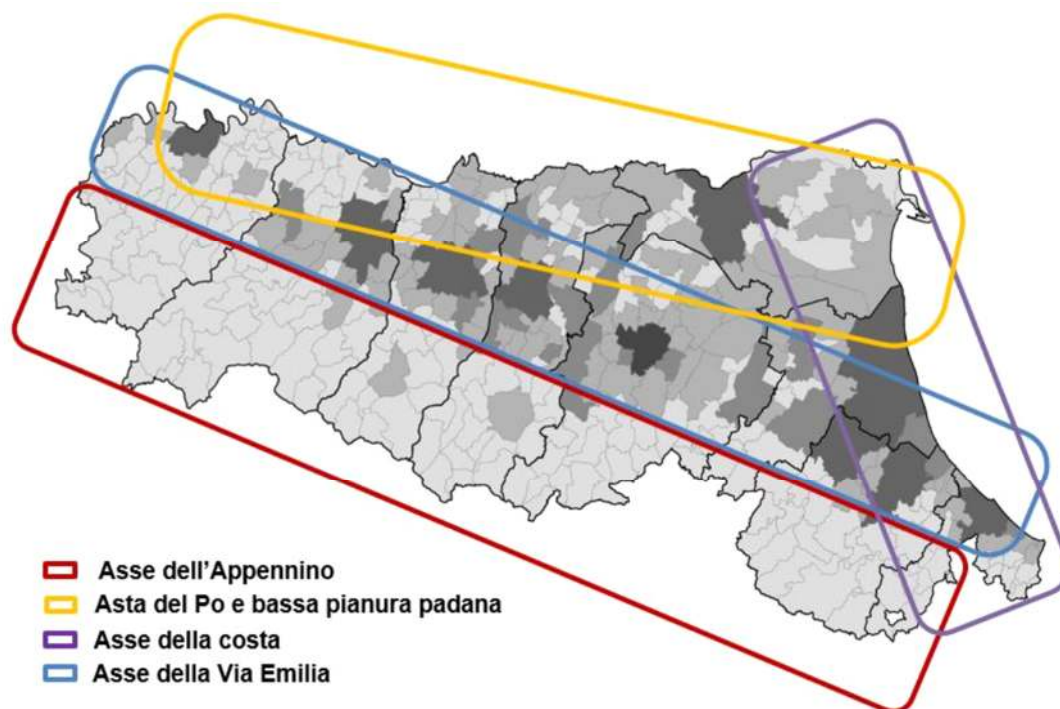 Asse dell'Appennino
Asta del Po e bassa pianura padana
Asse della costa
Asse della Via Emilia